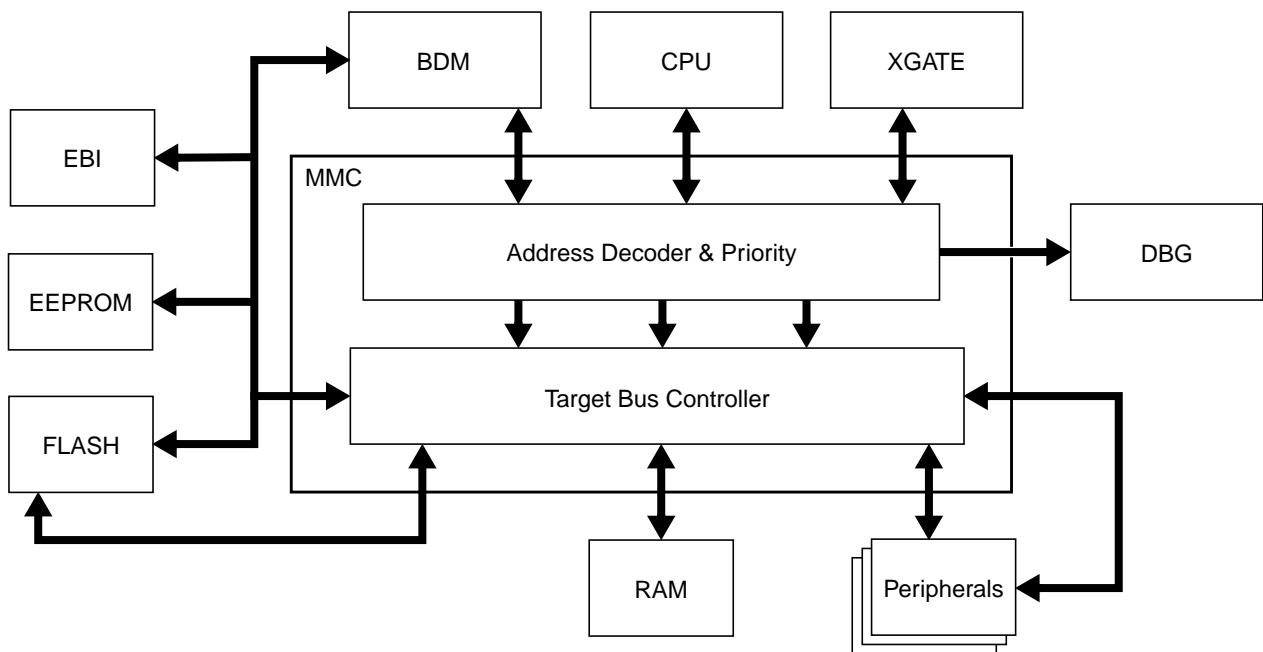 BDM
CPU
XGATE
EBI
MMC
Address Decoder & Priority
DBG
EEPROM
Target Bus Controller
FLASH
RAM
Peripherals